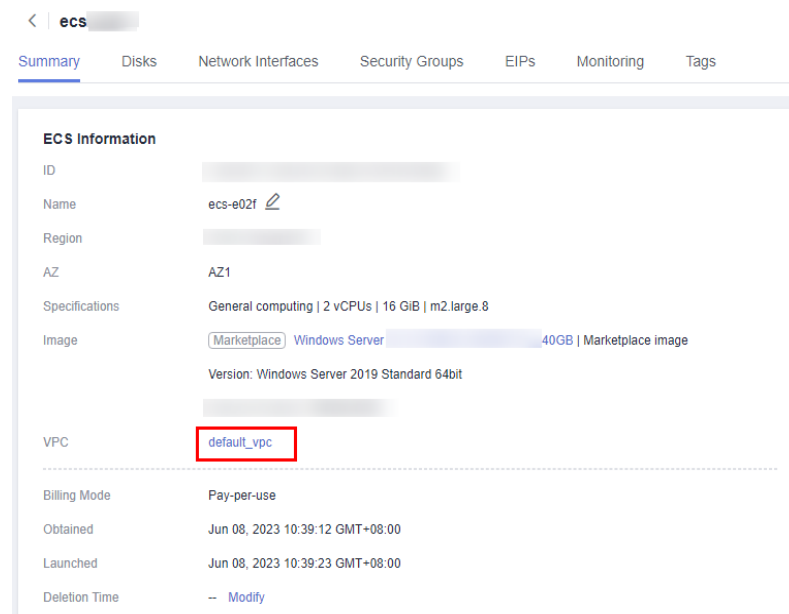 ecs
Summary Disks Network Interfaces Security Groups EIPs Monitoring Tags
ECS Information
ID
Name ecs-e02f
Region
AZ AZ1
Specifications General computing | 2 vCPUs | 16 GiB | m2.large.8
Image Marketplace Windows Server 40GB | Marketplace image
Version: Windows Server 2019 Standard 64bit
VPC default_vpc
Billing Mode Pay-per-use
Obtained Jun 08, 2023 10:39:12 GMT+08:00
Launched Jun 08, 2023 10:39:23 GMT+08:00
Deletion Time -- Modify